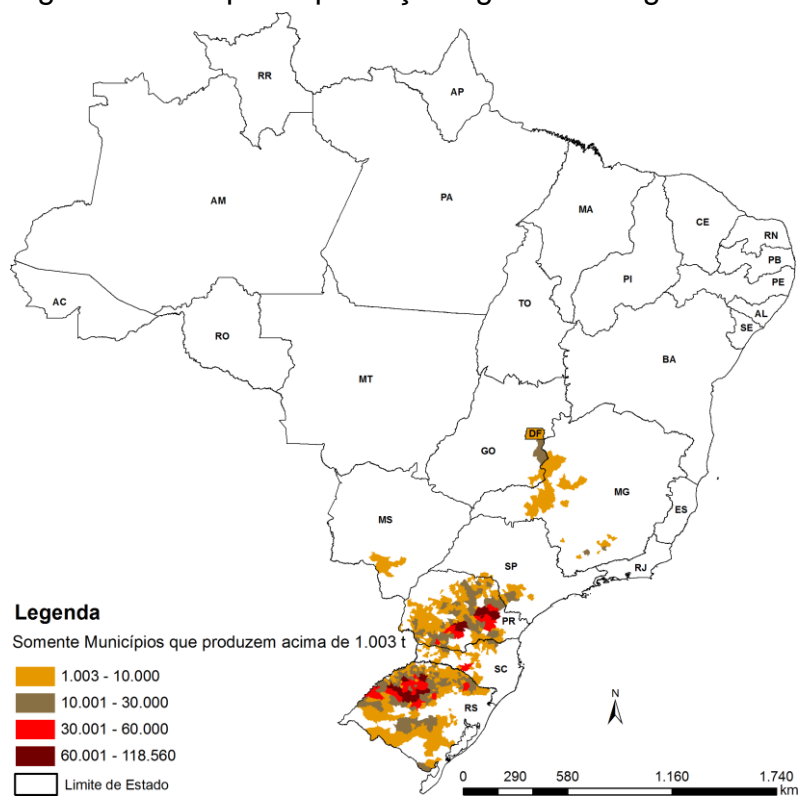 RR
AP
AM
PA
MA
CE
RN
PB
PE
PI
AC
TO
AL
SE
RO
BA
MT
DF
GO
MG
ES
MS
SP
RJ
PR
SC
RS
Legenda
Somente Municípios que produzem acima de 1.003 t
1.003 - 10.000
10.001 - 30.000
30.001 - 60.000
60.001 - 118.560
Limite de Estado
N
0 290 580 1.160 1.740
km